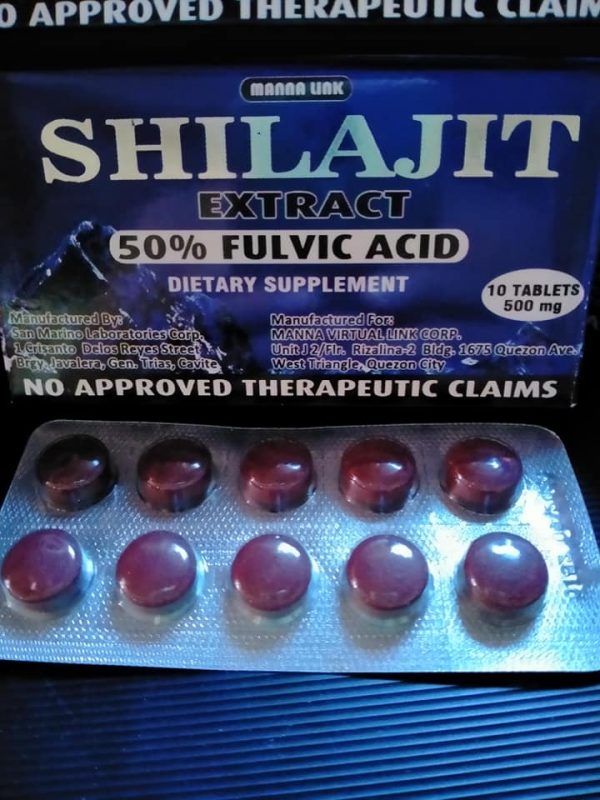 O APPROVED THERAPEUTIC CLAIM
MANNA LINK
SHILAJIT
EXTRACT
50% FULVIC ACID
DIETARY SUPPLEMENT
10 TABLETS
500 mg
Manufactured By:
San Marino Laboratories Corp.
1 Crisanto Delos Reyes Street
Brgy. Javalera, Gen. Trias, Cavite
Manufactured For:
MANNA VIRTUAL LINK CORP.
Unit J 2/Flr. Rizalina-2 Bldg. 1675 Quezon Ave.
West Triangle, Quezon City
NO APPROVED THERAPEUTIC CLAIMS